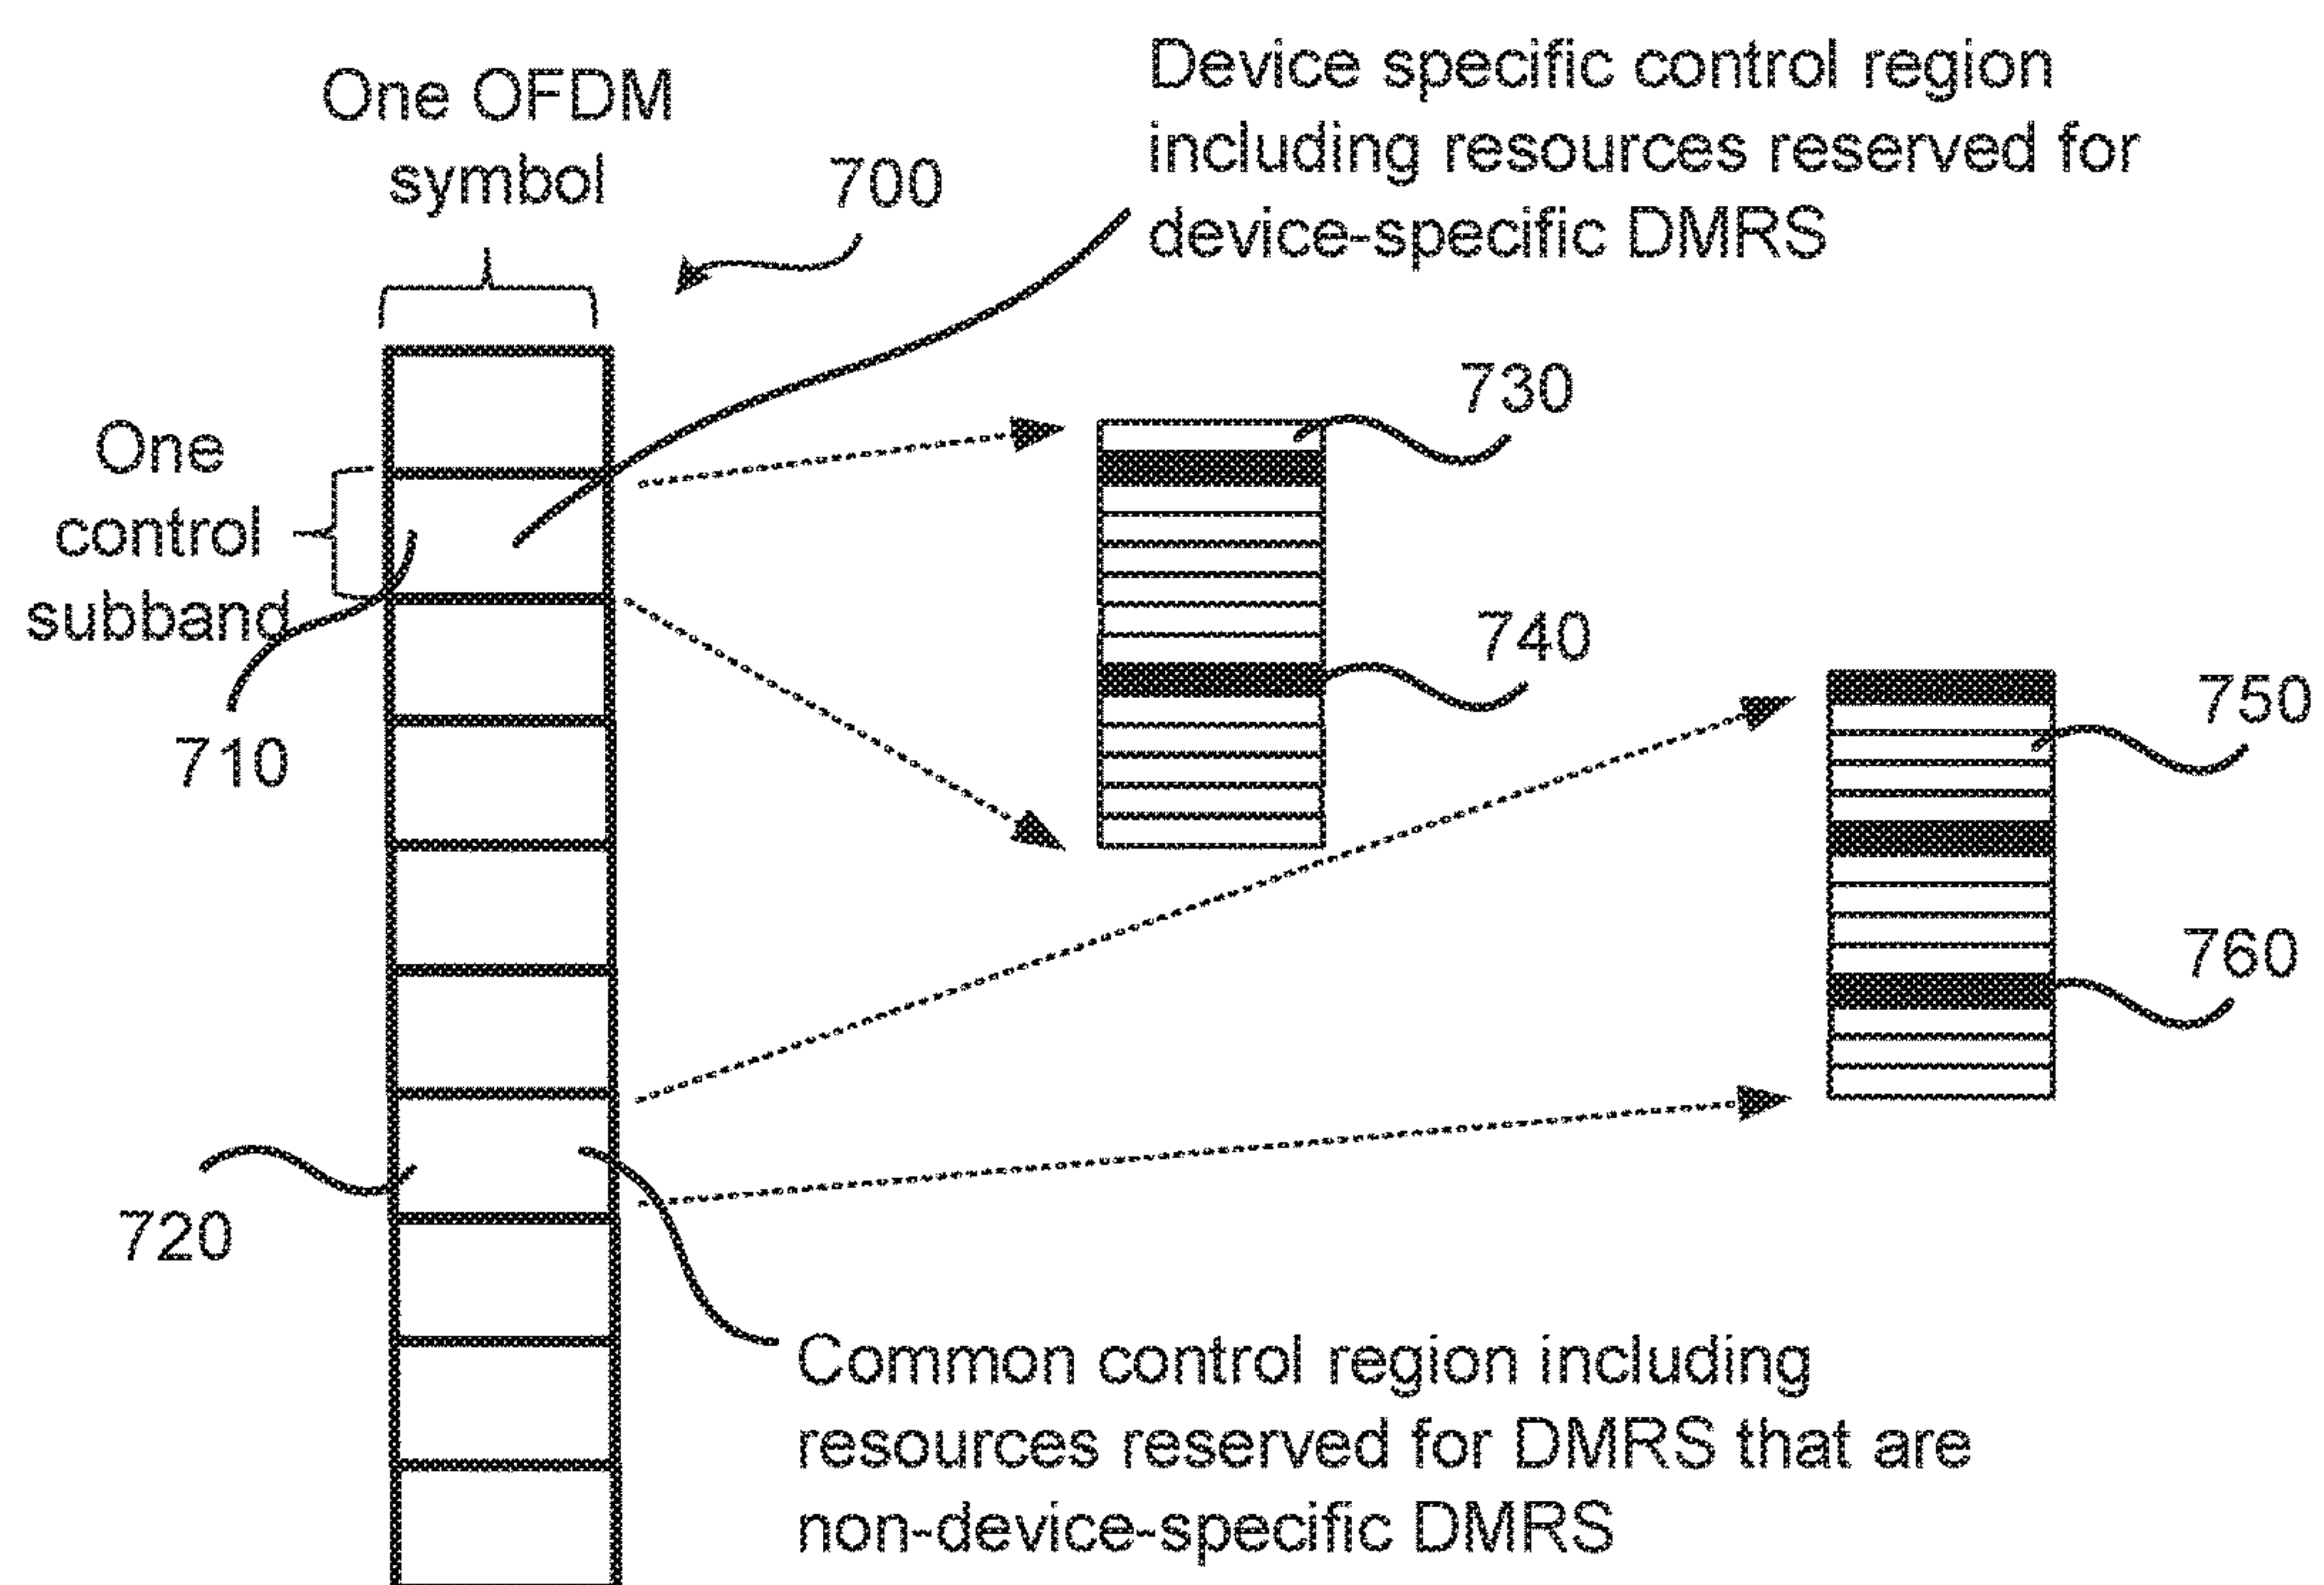 One OFDM
symbol
700
Device specific control region
including resources reserved for
device-specific DMRS
One
control
subband
710
730
740
750
760
720
Common control region including
resources reserved for DMRS that are
non-device-specific DMRS